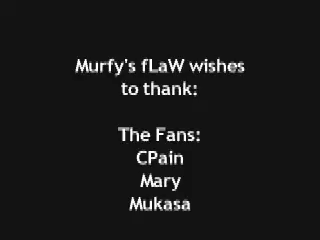 Murfy's fLaW wishes
to thank:
The Fans:
CPain
Mary
Mukasa